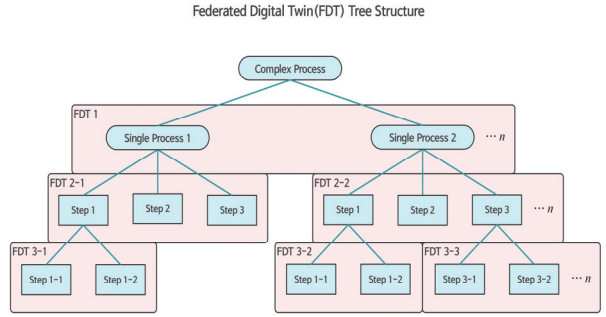 Federated Digital Twin(FDT) Tree Structure
Complex Process
FDT 1
Single Process 1
Single Process 2
··· n
FDT 2-1
FDT 2-2
Step 1
Step 2
Step 3
Step 1
Step 2
Step 3
··· n
FDT 3-1
FDT 3-2
FDT 3-3
Step 1-1
Step 1-2
Step 1-1
Step 1-2
Step 3-1
Step 3-2
··· n